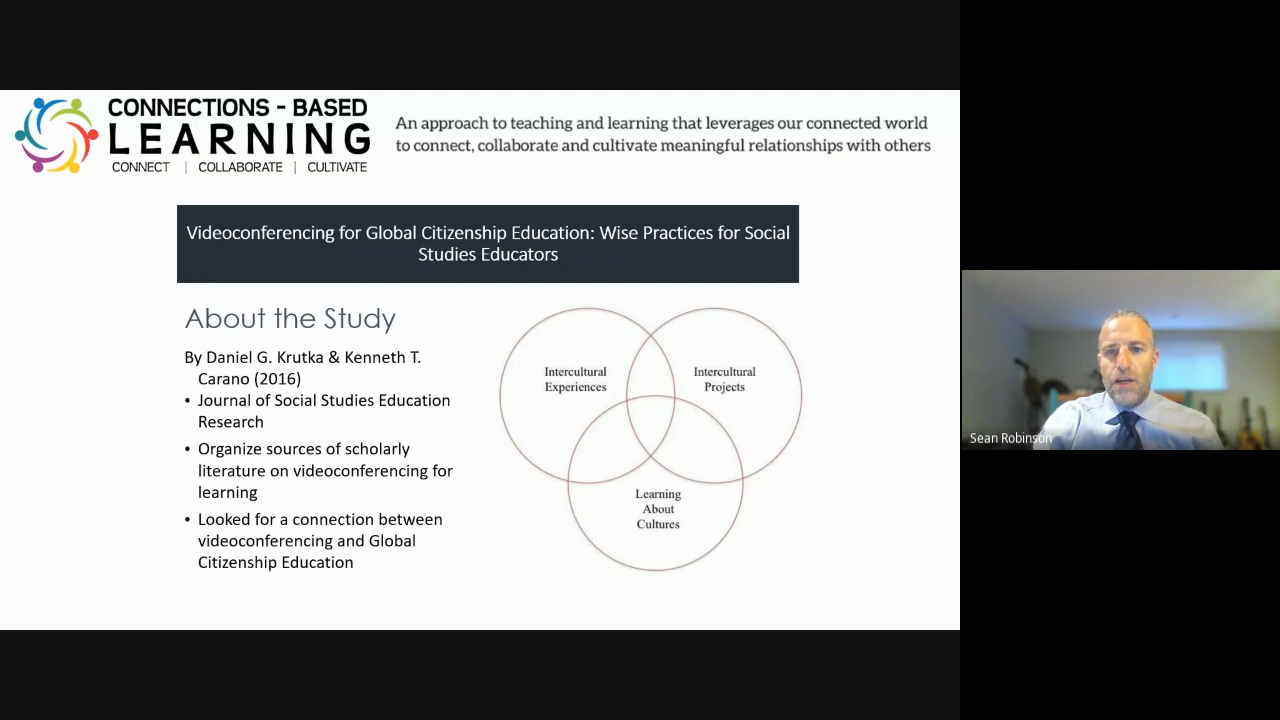 CONNECTIONS - BASED
LEARNING
CONNECT | COLLABORATE | CULTIVATE
An approach to teaching and learning that leverages our connected world
to connect, collaborate and cultivate meaningful relationships with others
Videoconferencing for Global Citizenship Education: Wise Practices for Social
Studies Educators
About the Study
By Daniel G. Krutka & Kenneth T.
Carano (2016)
• Journal of Social Studies Education
Research
• Organize sources of scholarly
literature on videoconferencing for
learning
• Looked for a connection between
videoconferencing and Global
Citizenship Education
Intercultural
Experiences
Intercultural
Projects
Learning
About
Cultures
Sean Robinson